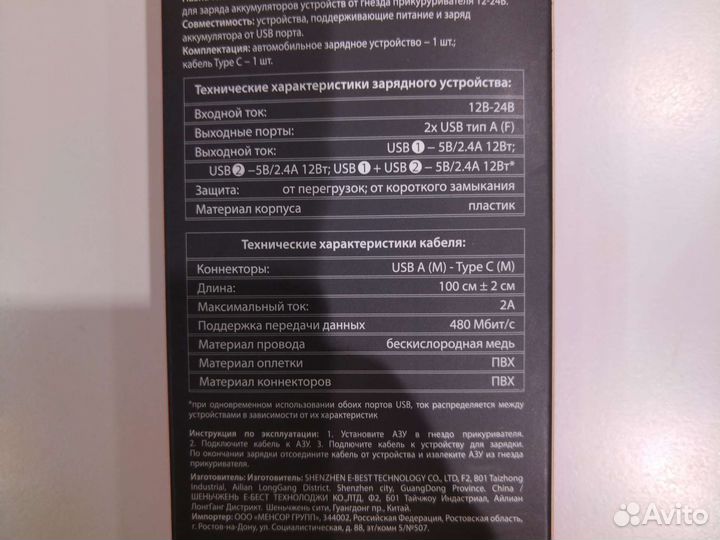 для заряда аккумуляторов устройств от гнезда прикуруривателя 12-24В.
Совместимость: устройства, поддерживающие питание и заряд
аккумулятора от USB порта.
Комплектация: автомобильное зарядное устройство – 1 шт.;
кабель Type C – 1 шт.
Технические характеристики зарядного устройства:
Входной ток: 12В-24В
Выходные порты: 2х USB тип А (F)
Выходной ток: USB 1 – 5В/2.4А 12Вт;
USB 2 –5В/2.4А 12Вт; USB 1 + USB 2 – 5В/2.4А 12Вт*
Защита: от перегрузок; от короткого замыкания
Материал корпуса пластик
Технические характеристики кабеля:
Коннекторы: USB A (M) - Type C (M)
Длина: 100 см ± 2 см
Максимальный ток: 2А
Поддержка передачи данных 480 Мбит/с
Материал провода бескислородная медь
Материал оплетки ПВХ
Материал коннекторов ПВХ
*при одновременном использовании обоих портов USB, ток распределяется между
устройствами в зависимости от их характеристик
Инструкция по эксплуатации: 1. Установите АЗУ в гнездо прикуривателя.
2. Подключите кабель к АЗУ. 3. Подключите кабель к устройству для зарядки.
По окончании зарядки отсоедините кабель от устройства и извлеките АЗУ из гнезда
прикуривателя.
Изготовитель: Изготовитель: SHENZHEN E-BEST TECHNOLOGY CO., LTD, F2, B01 Taizhong
Industrial, Ailian LongGang District. Shenzhen city, GuangDong Province. China /
ШЕНЬЧЖЕНЬ Е-БЕСТ ТЕХНОЛОДЖИ КО.,ЛТД, Ф2, Б01 Тайчжоу Индастриал, Айлиан
ЛонгГанг Дистрикт. Шеньчжень сити, Гуангдонг пр., Китай.
Импортер: ООО «МЕНСОР ГРУПП», 344002, Российская Федерация, Ростовская область,
г. Ростов-на-Дону, ул. Социалистическая, д. 88, эт/комн 5/№507.
Avito